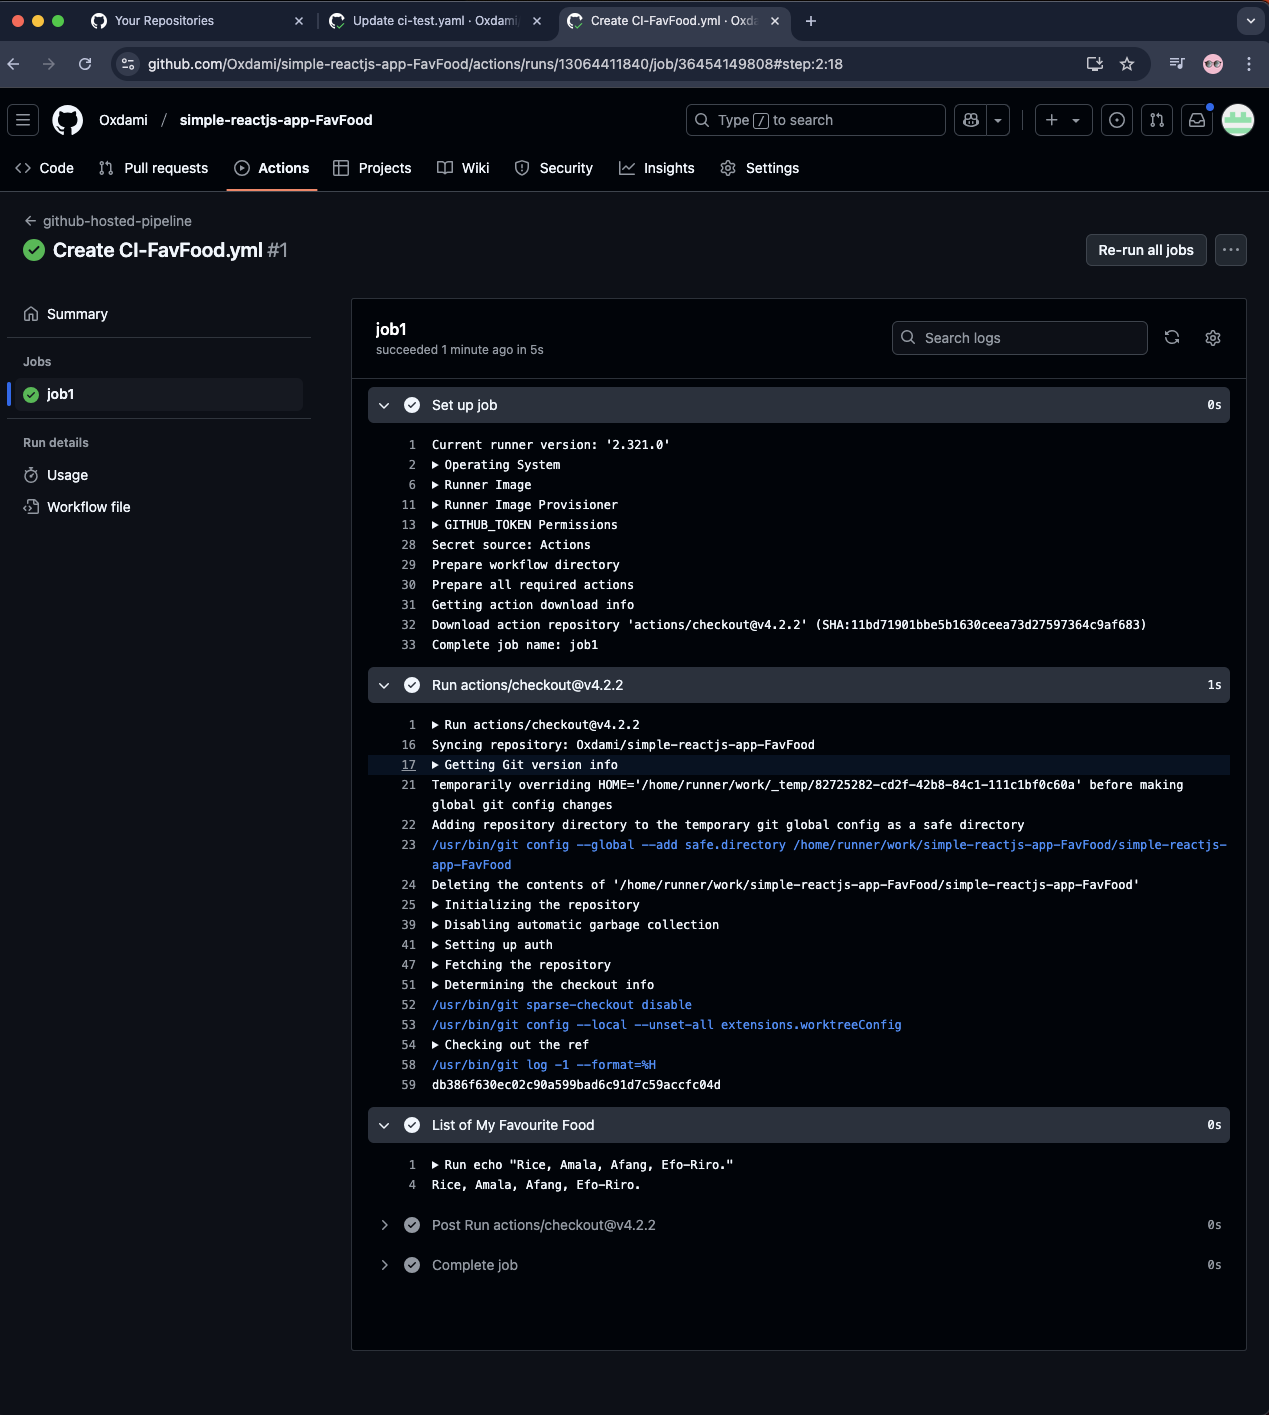 Your Repositories
Update ci-test.yaml · Oxdami/
Create CI-FavFood.yml · Oxda
github.com/Oxdami/simple-reactjs-app-FavFood/actions/runs/13064411840/job/36454149808#step:2:18
Oxdami / simple-reactjs-app-FavFood
Type / to search
Code
Pull requests
Actions
Projects
Wiki
Security
Insights
Settings
github-hosted-pipeline
Create CI-FavFood.yml #1
Re-run all jobs
Summary
Jobs
job1
Run details
Usage
Workflow file
job1
succeeded 1 minute ago in 5s
Search logs
Set up job 0s
1 Current runner version: '2.321.0'
2 Operating System
6 Runner Image
11 Runner Image Provisioner
13 GITHUB_TOKEN Permissions
28 Secret source: Actions
29 Prepare workflow directory
30 Prepare all required actions
31 Getting action download info
32 Download action repository 'actions/checkout@v4.2.2' (SHA:11bd71901bbe5b1630ceea73d27597364c9af683)
33 Complete job name: job1
Run actions/checkout@v4.2.2 1s
1 Run actions/checkout@v4.2.2
16 Syncing repository: Oxdami/simple-reactjs-app-FavFood
17 Getting Git version info
21 Temporarily overriding HOME='/home/runner/work/_temp/82725282-cd2f-42b8-84c1-111c1bf0c60a' before making
global git config changes
22 Adding repository directory to the temporary git global config as a safe directory
23 /usr/bin/git config --global --add safe.directory /home/runner/work/simple-reactjs-app-FavFood/simple-reactjs-
app-FavFood
24 Deleting the contents of '/home/runner/work/simple-reactjs-app-FavFood/simple-reactjs-app-FavFood'
25 Initializing the repository
39 Disabling automatic garbage collection
41 Setting up auth
47 Fetching the repository
51 Determining the checkout info
52 /usr/bin/git sparse-checkout disable
53 /usr/bin/git config --local --unset-all extensions.worktreeConfig
54 Checking out the ref
58 /usr/bin/git log -1 --format=%H
59 db386f630ec02c90a599bad6c91d7c59accfc04d
List of My Favourite Food 0s
1 Run echo "Rice, Amala, Afang, Efo-Riro."
4 Rice, Amala, Afang, Efo-Riro.
Post Run actions/checkout@v4.2.2 0s
Complete job 0s